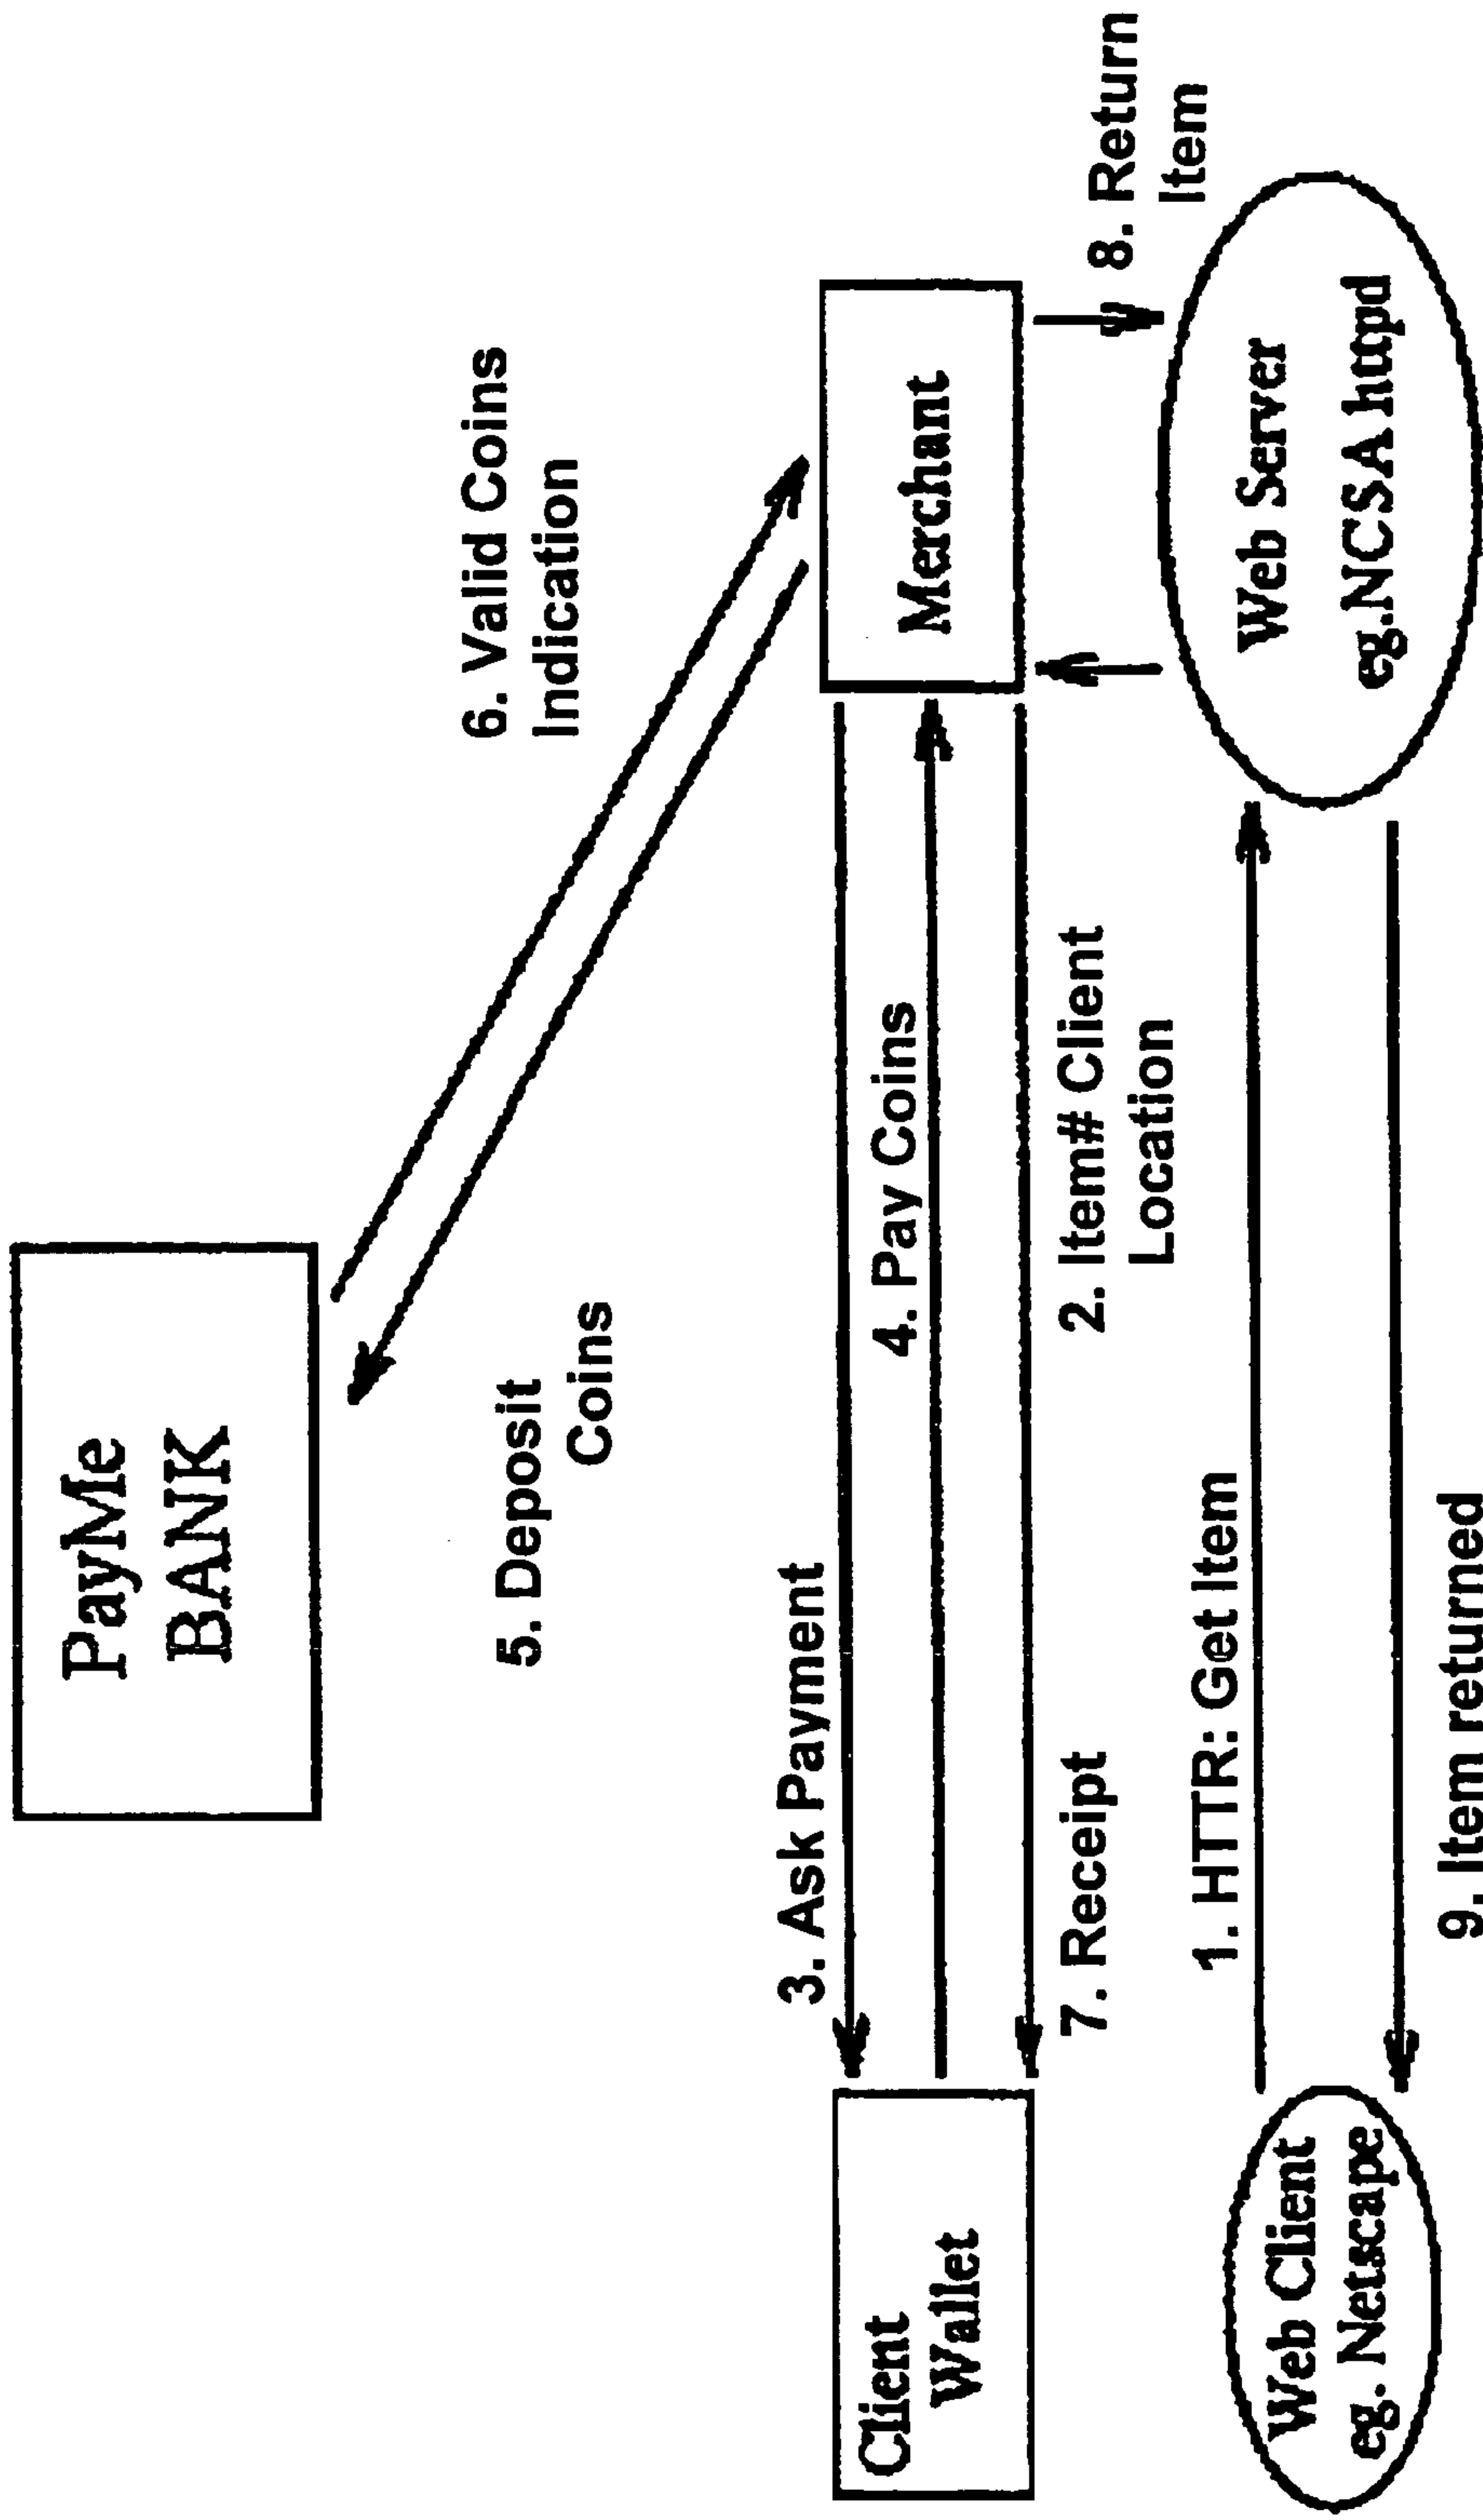 PayMe
BANK
6. Valid Coins
Indication
5. Deposit
Coins
3. Ask Payment
4. Pay Coins
Client
Wallet
Merchant
7. Receipt
2. Item# Client
Location
8. Return
Item
1. HTTP: Get Item
Web Client
eg. Netscape
Web Server
eg. NCSA httpd
9. Item returned